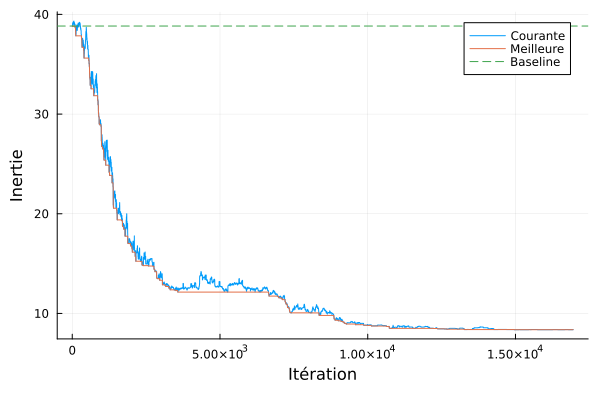 40
30
20
10
Inertie
Courante
Meilleure
Baseline
0
5.00×10³
1.00×10⁴
1.50×10⁴
Itération